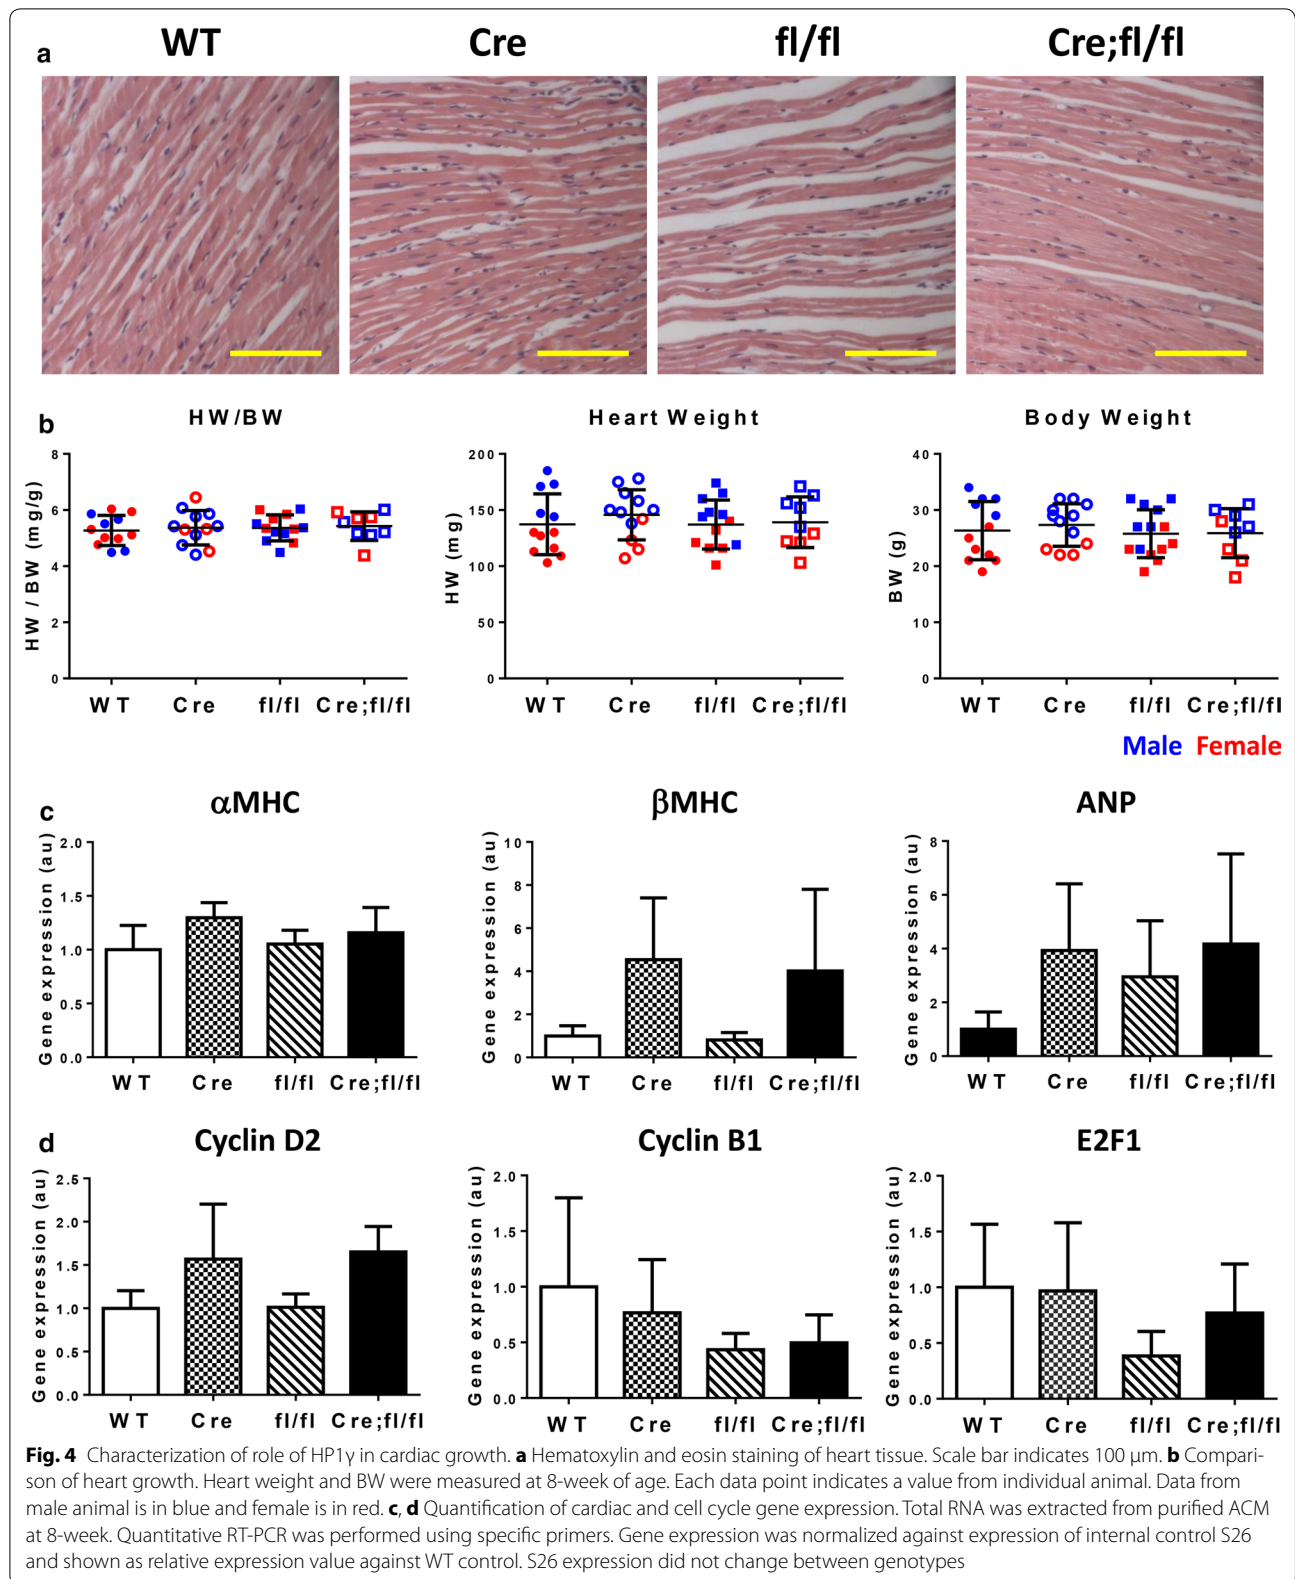 a
WT Cre fl/fl Cre;fl/fl
b
HW/BW Heart Weight Body Weight
HW / BW (mg/g)
8
6
4
2
0
WT Cre fl/fl Cre;fl/fl
HW (mg)
200
150
100
50
0
WT Cre fl/fl Cre;fl/fl
BW (g)
40
30
20
10
0
WT Cre fl/fl Cre;fl/fl
Male Female
c
αMHC βMHC ANP
Gene expression (au)
2.0
1.5
1.0
0.5
0.0
WT Cre fl/fl Cre;fl/fl
Gene expression (au)
10
8
6
4
2
0
WT Cre fl/fl Cre;fl/fl
Gene expression (au)
8
6
4
2
0
WT Cre fl/fl Cre;fl/fl
d
Cyclin D2 Cyclin B1 E2F1
Gene expression (au)
2.5
2.0
1.5
1.0
0.5
0.0
WT Cre fl/fl Cre;fl/fl
Gene expression (au)
2.0
1.5
1.0
0.5
0.0
WT Cre fl/fl Cre;fl/fl
Gene expression (au)
2.0
1.5
1.0
0.5
0.0
WT Cre fl/fl Cre;fl/fl
Fig. 4 Characterization of role of HP1γ in cardiac growth. a Hematoxylin and eosin staining of heart tissue. Scale bar indicates 100 μm. b Compari-
son of heart growth. Heart weight and BW were measured at 8-week of age. Each data point indicates a value from individual animal. Data from
male animal is in blue and female is in red. c, d Quantification of cardiac and cell cycle gene expression. Total RNA was extracted from purified ACM
at 8-week. Quantitative RT-PCR was performed using specific primers. Gene expression was normalized against expression of internal control S26
and shown as relative expression value against WT control. S26 expression did not change between genotypes